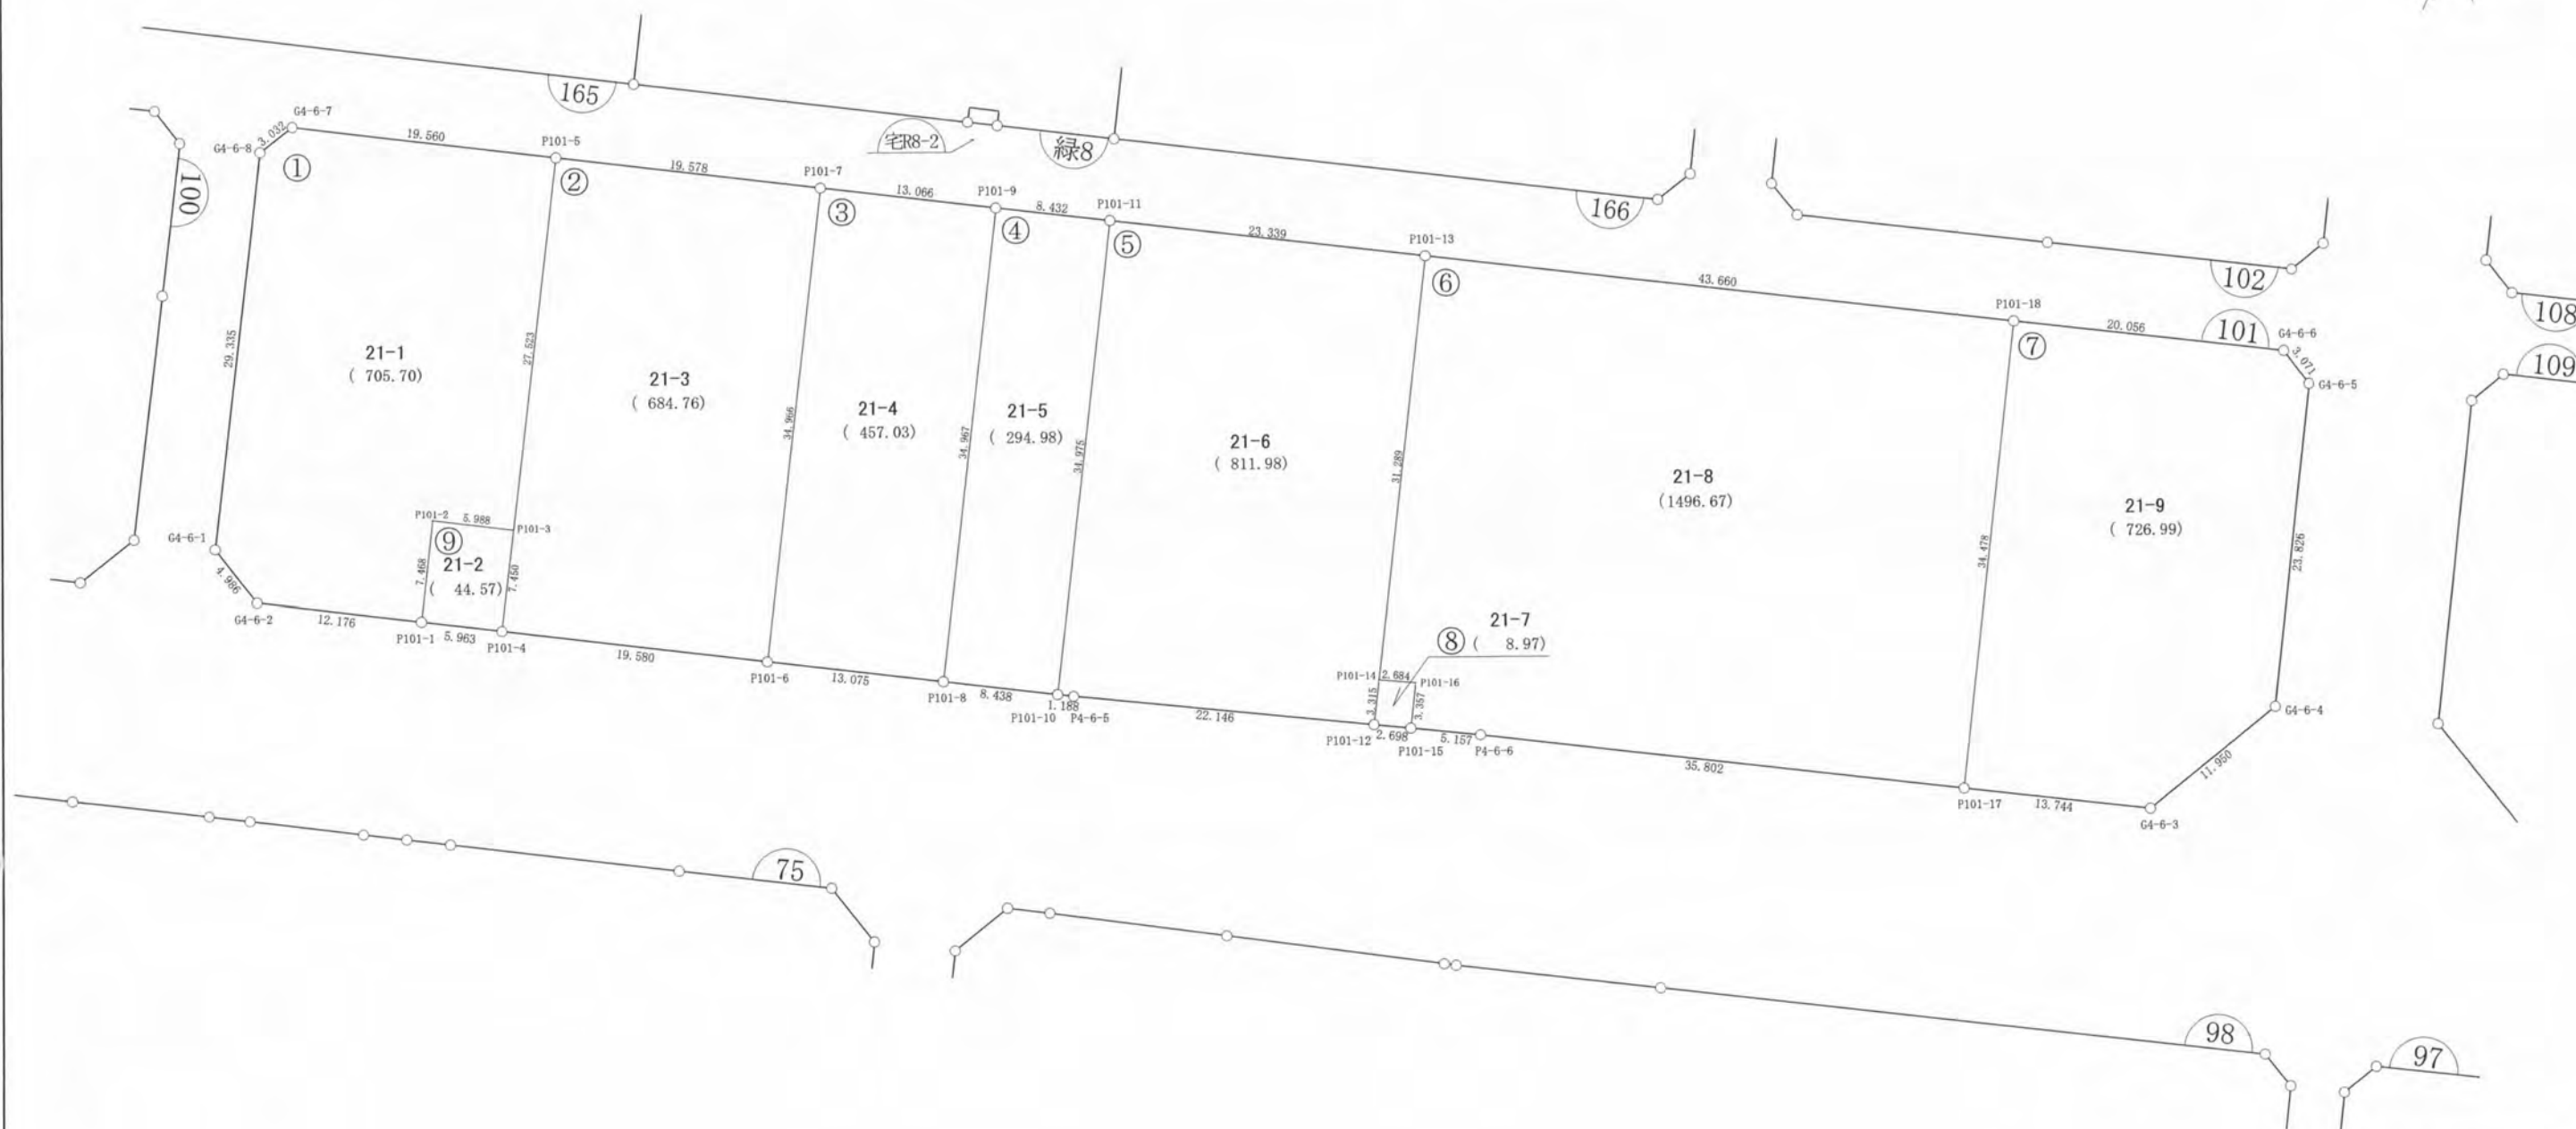 165
宅R8-2
緑8
166
102
108
109
100
101
G4-6-7
3.032
G4-6-8
①
19.560
P101-5
②
19.578
P101-7
③
13.066
P101-9
④
8.432
P101-11
⑤
23.339
P101-13
⑥
43.660
P101-18
⑦
20.056
G4-6-6
3.071
G4-6-5
29.335
21-1
( 705.70)
27.523
21-3
( 684.76)
34.966
21-4
( 457.03)
34.967
21-5
( 294.98)
34.975
21-6
( 811.98)
31.289
21-8
(1496.67)
34.478
21-9
( 726.99)
23.826
P101-2
5.988
P101-3
G4-6-1
⑨
21-2
( 44.57)
7.468
7.450
4.986
G4-6-2
12.176
P101-1
5.963
P101-4
19.580
P101-6
13.075
P101-8
8.438
P101-10
1.188
P4-6-5
22.146
21-7
⑧ ( 8.97)
P101-14
2.684
P101-16
3.315
3.357
P101-12
2.698
P101-15
5.157
P4-6-6
35.802
P101-17
13.744
G4-6-3
11.950
G4-6-4
75
98
97